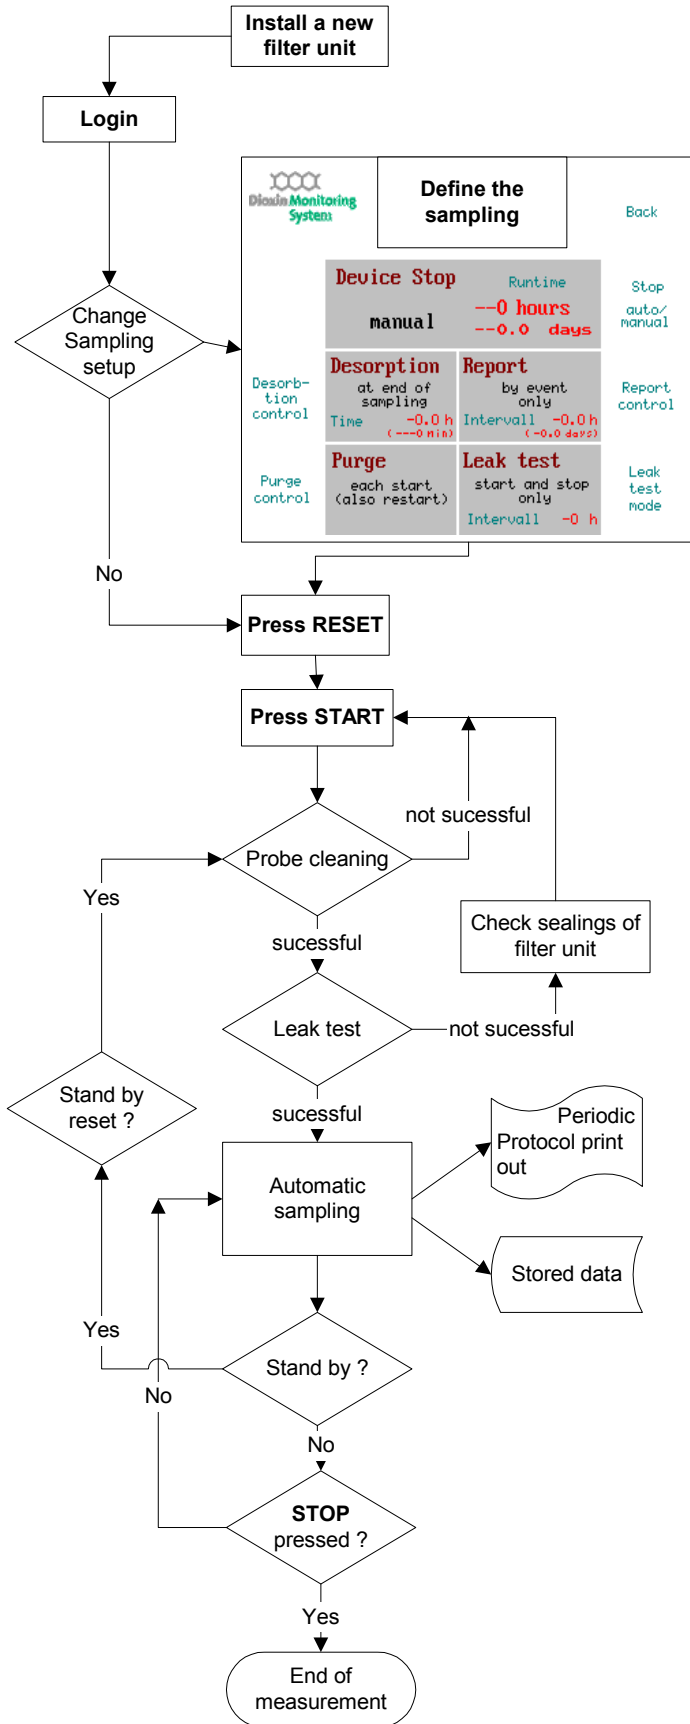 Install a new
filter unit
Login
Dioxin Monitoring
System
Define the
sampling
Back
Change
Sampling
setup
Device Stop
Runtime
manual
--0 hours
--0.0 days
Stop
auto/
manual
Desorb-
tion
control
Desorption
at end of
sampling
Time -0.0 h
(---0 Min)
Report
by event
only
Intervall -0.0 h
(-0.0 days)
Report
control
Purge
control
Purge
each start
(also restart)
Leak test
start and stop
only
Intervall -0 h
Leak
test
mode
No
Press RESET
Press START
not sucessful
Probe cleaning
Yes
sucessful
Check sealings of
filter unit
Leak test
not sucessful
Stand by
reset ?
sucessful
Periodic
Protocol print
out
Automatic
sampling
Stored data
Yes
Stand by ?
No
No
STOP
pressed ?
Yes
End of
measurement